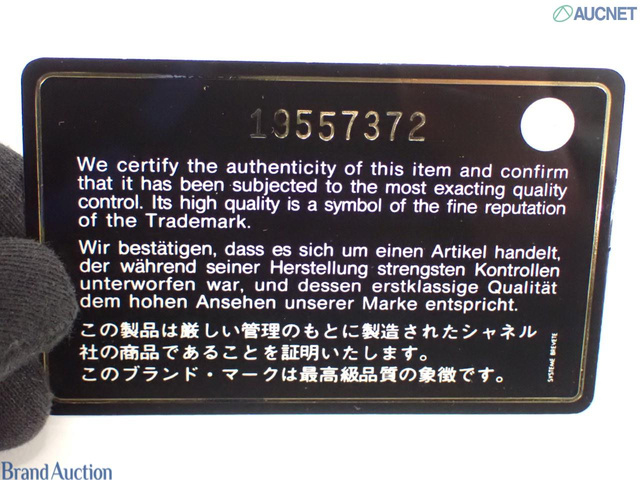 AUCNET
19557372
We certify the authenticity of this item and confirm
that it has been subjected to the most exacting quality
control. Its high quality is a symbol of the fine reputation
of the Trademark.
Wir bestätigen, dass es sich um einen Artikel handelt,
der während seiner Herstellung strengsten Kontrollen
unterworfen war, und dessen erstklassige Qualität
dem hohen Ansehen unserer Marke entspricht.
この製品は厳しい管理のもとに製造されたシャネル
社の商品であることを証明いたします。
このブランド・マークは最高級品質の象徴です。
SYSTEME BREVETE
Brand Auction